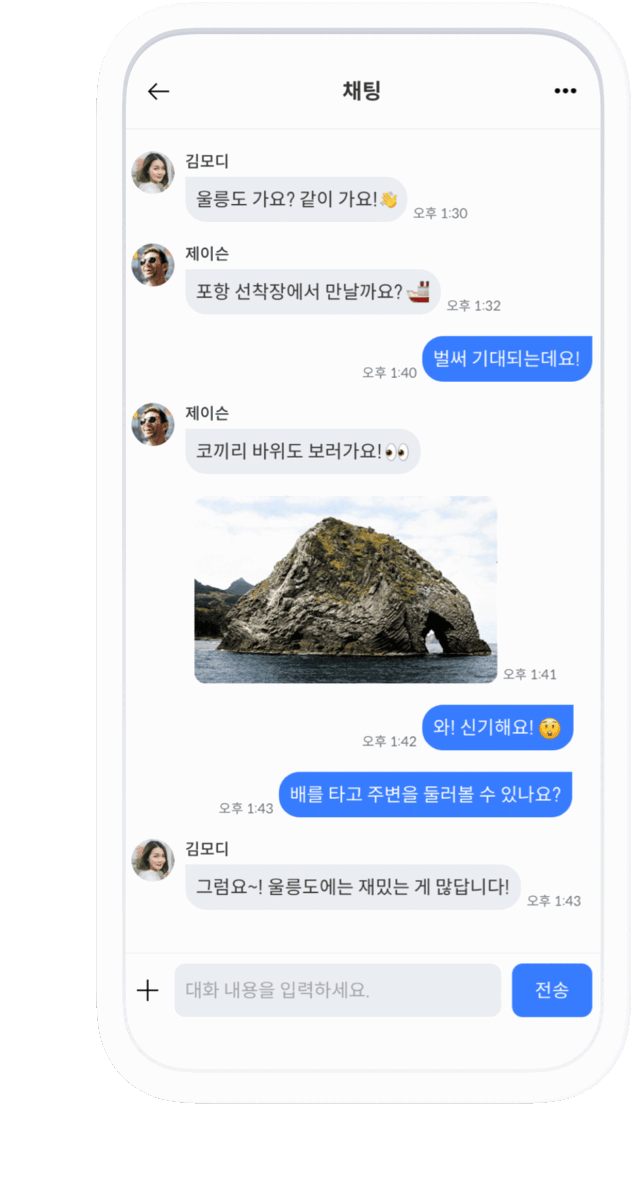 채팅
김모디
울릉도 가요? 같이 가요!👋
오후 1:30
제이슨
포항 선착장에서 만날까요?🚢
오후 1:32
벌써 기대되는데요!
오후 1:40
제이슨
코끼리 바위도 보러가요!👀
오후 1:41
와! 신기해요! 😲
오후 1:42
배를 타고 주변을 둘러볼 수 있나요?
오후 1:43
김모디
그럼요~! 울릉도에는 재밌는 게 많답니다!
오후 1:43
대화 내용을 입력하세요.
전송